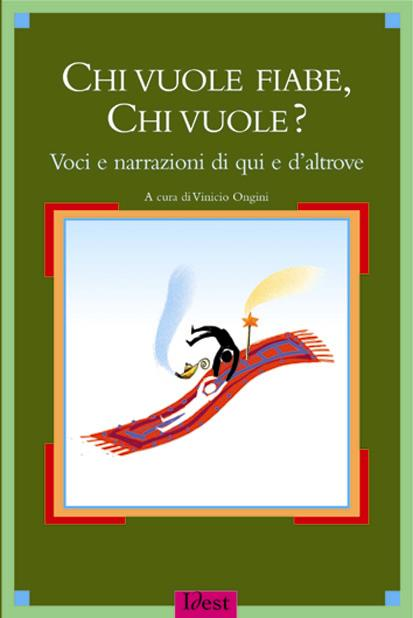 CHI VUOLE FIABE,
CHI VUOLE?
Voci e narrazioni di qui e d'altrove
A cura di Vinicio Ongini
Idest